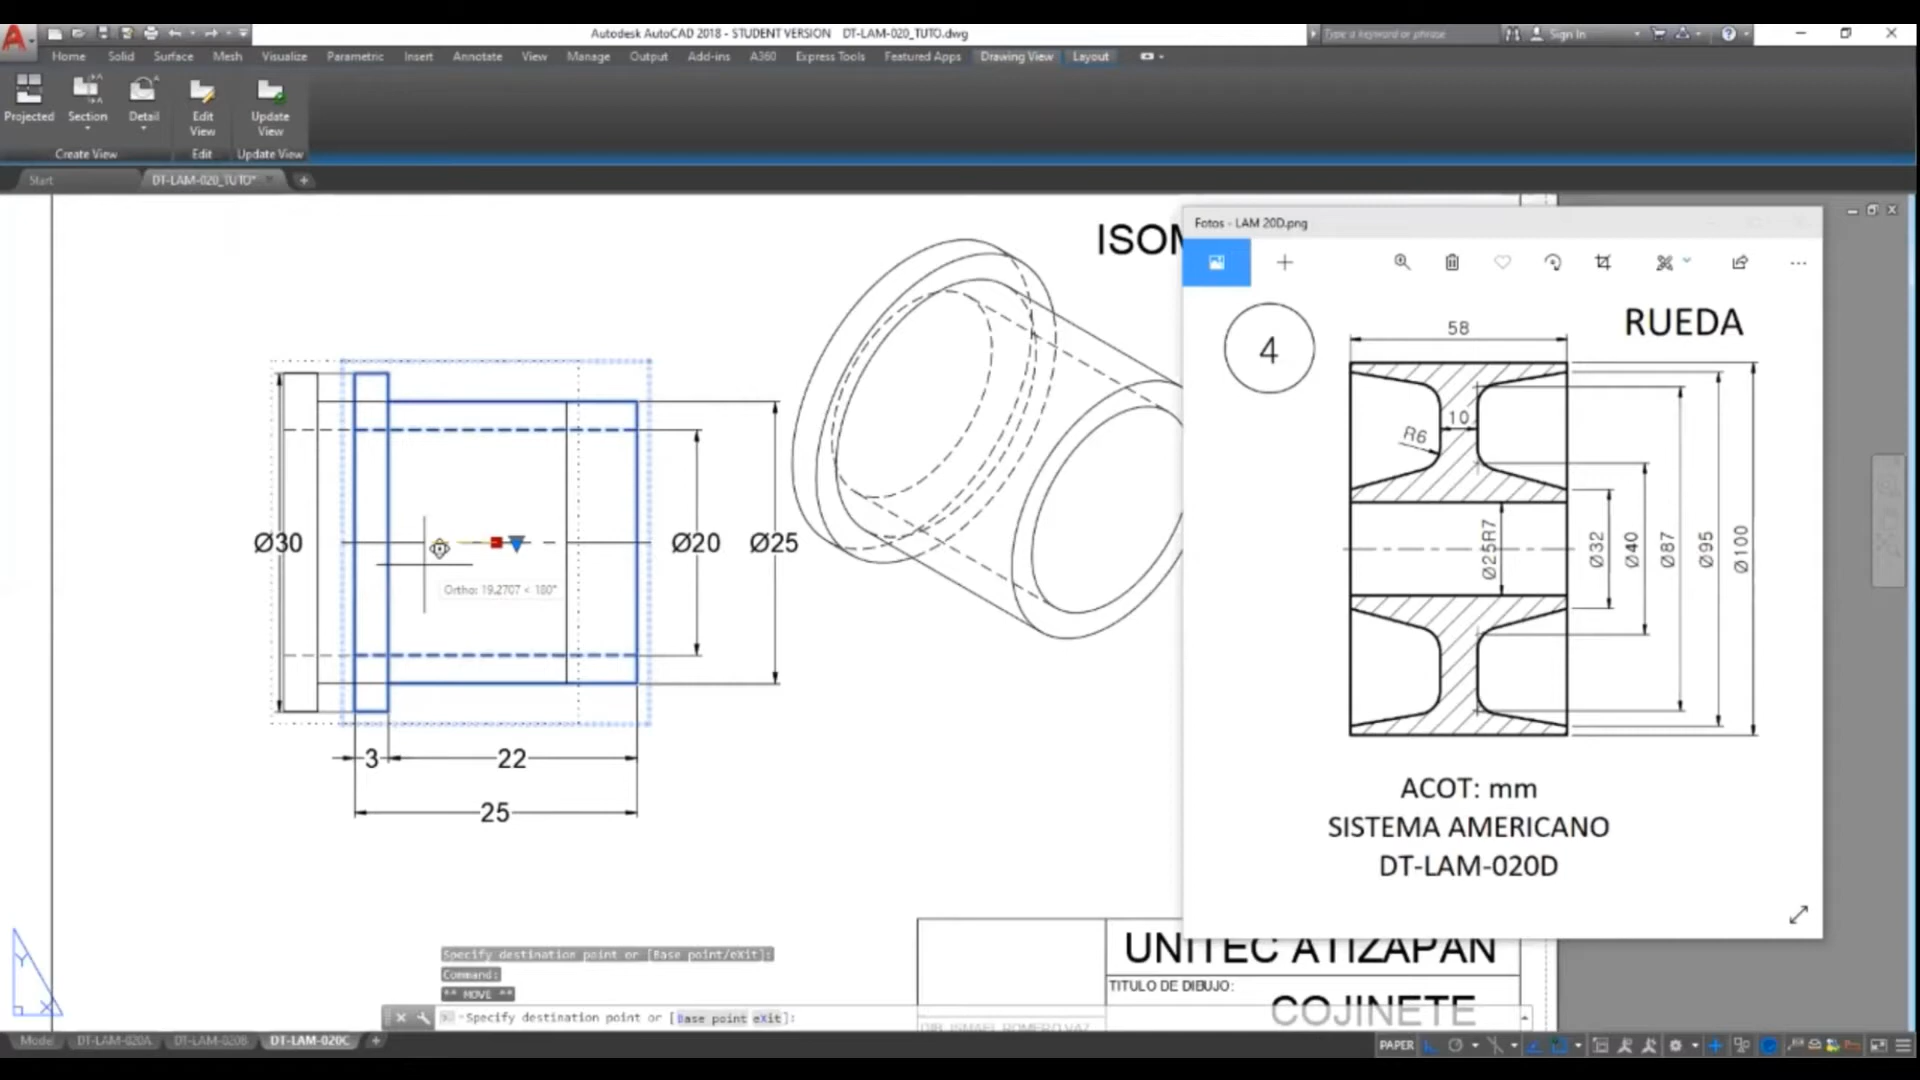 Autodesk AutoCAD 2018 - STUDENT VERSION DT-LAM-020_TUTO.dwg
Type a keyword or phrase
Sign In
Home Solid Surface Mesh Visualize Parametric Insert Annotate View Manage Output Add-ins A360 Express Tools Featured Apps Drawing View Layout
Projected Section Detail Edit View Update View
Create View Edit Update View
Start DT-LAM-020_TUTO*
ISOM
Fotos - LAM 20D.png
4
RUEDA
58
10
R6
Ø25R7
Ø32
Ø40
Ø87
Ø95
Ø100
ACOT: mm
SISTEMA AMERICANO
DT-LAM-020D
Ø30
Ø20
Ø25
Ortho: 19.2707 < 180°
3
22
25
UNITEC ATIZAPAN
TITULO DE DIBUJO:
COJINETE
Specify destination point or [Base point/eXit]:
Command:
** MOVE **
Specify destination point or [Base point eXit]:
Y
X
Model DT-LAM-020A DT-LAM-020B DT-LAM-020C
PAPER